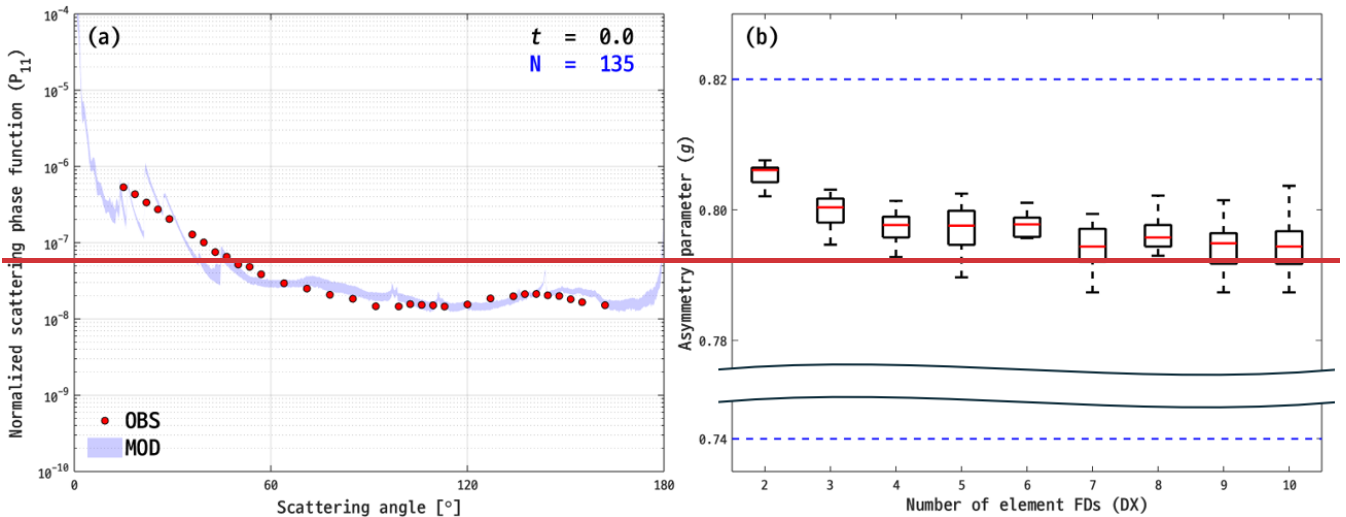 (a)
t = 0.0
N = 135
Normalized scattering phase function (P11)
10-4
10-5
10-6
10-7
10-8
10-9
10-10
OBS
MOD
0 60 120 180
Scattering angle [°]
(b)
Asymmetry parameter (g)
0.82
0.80
0.78
0.74
2 3 4 5 6 7 8 9 10
Number of element FDs (DX)